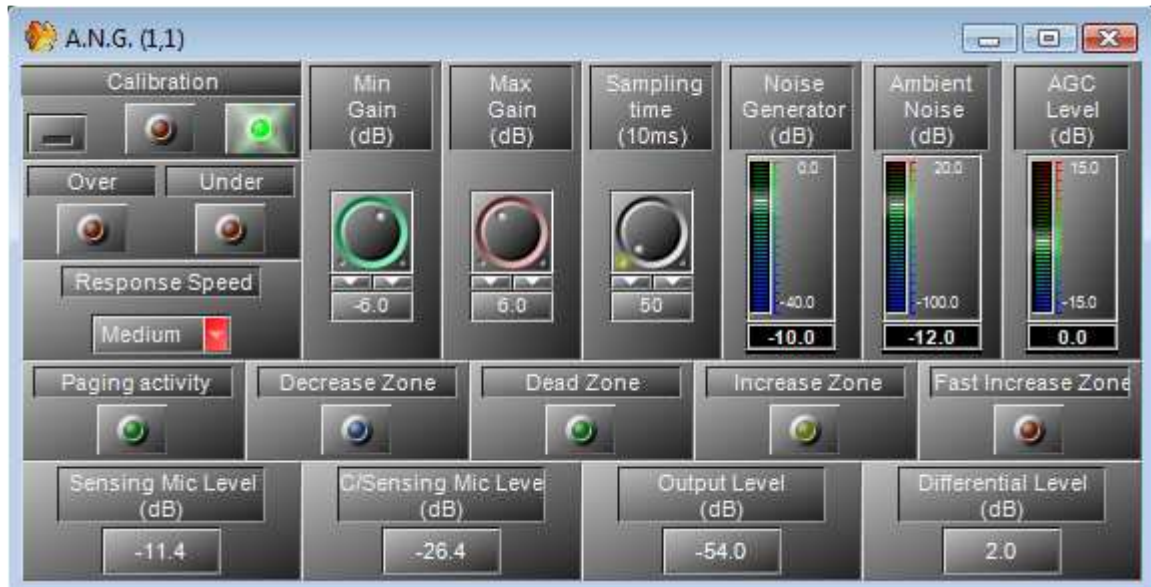 A.N.G. (1,1)
Calibration
Over
Under
Response Speed
Medium
Min
Gain
(dB)
-6.0
Max
Gain
(dB)
6.0
Sampling
time
(10ms)
50
Noise
Generator
(dB)
0.0
-40.0
-10.0
Ambient
Noise
(dB)
20.0
-100.0
-12.0
AGC
Level
(dB)
15.0
-15.0
0.0
Paging activity
Decrease Zone
Dead Zone
Increase Zone
Fast Increase Zone
Sensing Mic Level
(dB)
-11.4
C/Sensing Mic Leve
(dB)
-26.4
Output Level
(dB)
-54.0
Differential Level
(dB)
2.0